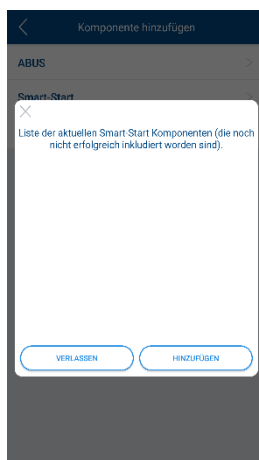 Komponente hinzufügen
ABUS
Smart-Start
Liste der aktuellen Smart-Start Komponenten (die noch
nicht erfolgreich inkludiert worden sind).
VERLASSEN
HINZUFÜGEN